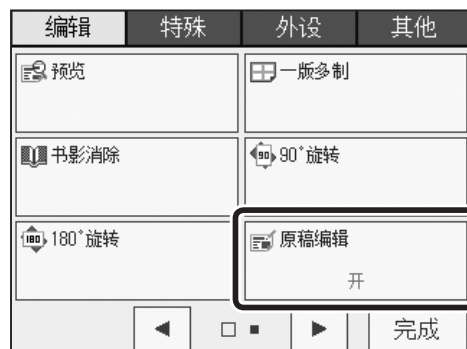 编辑 特殊 外设 其他
预览 一版多制
书影消除 90°旋转
180°旋转 原稿编辑
开
完成